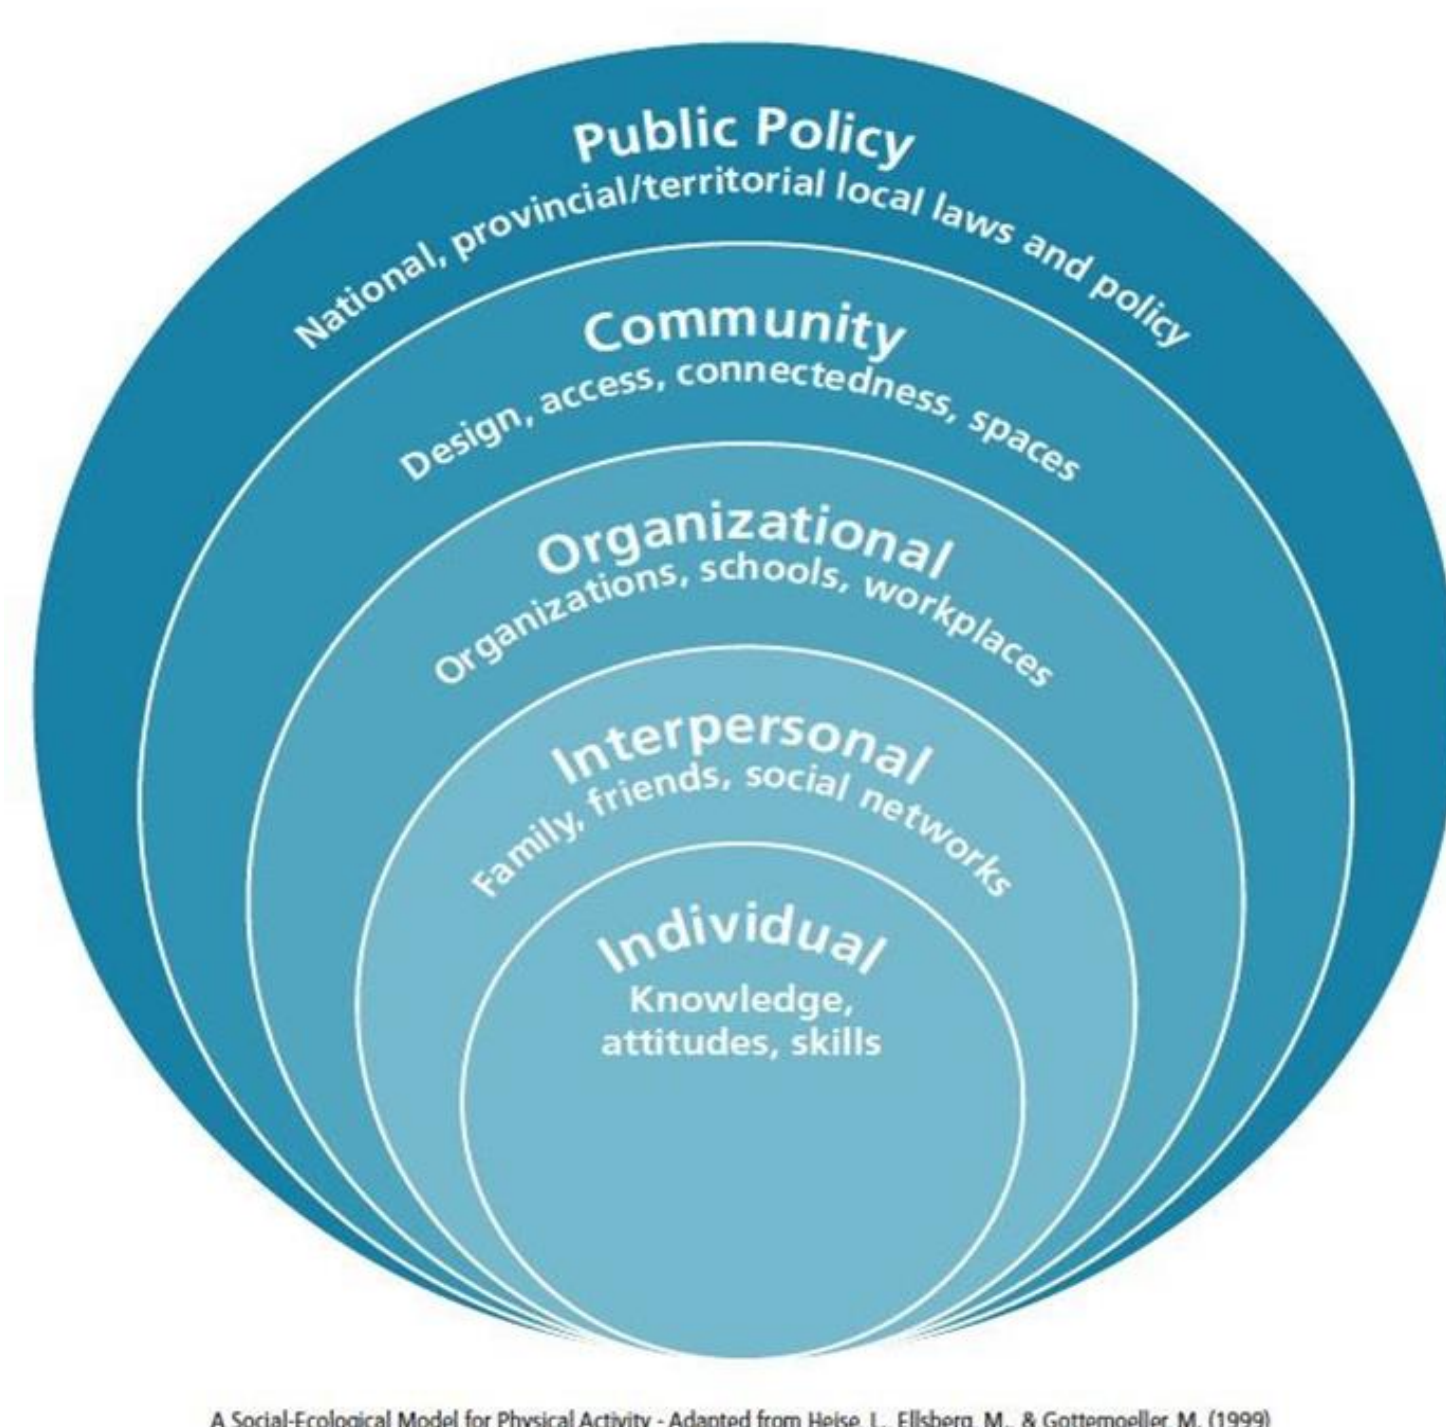 Public Policy
National, provincial/territorial local laws and policy
Community
Design, access, connectedness, spaces
Organizational
Organizations, schools, workplaces
Interpersonal
Family, friends, social networks
Individual
Knowledge,
attitudes, skills
A Social-Ecological Model for Physical Activity - Adapted from Heise, L., Ellsberg, M., & Gottemoeller, M. (1999)